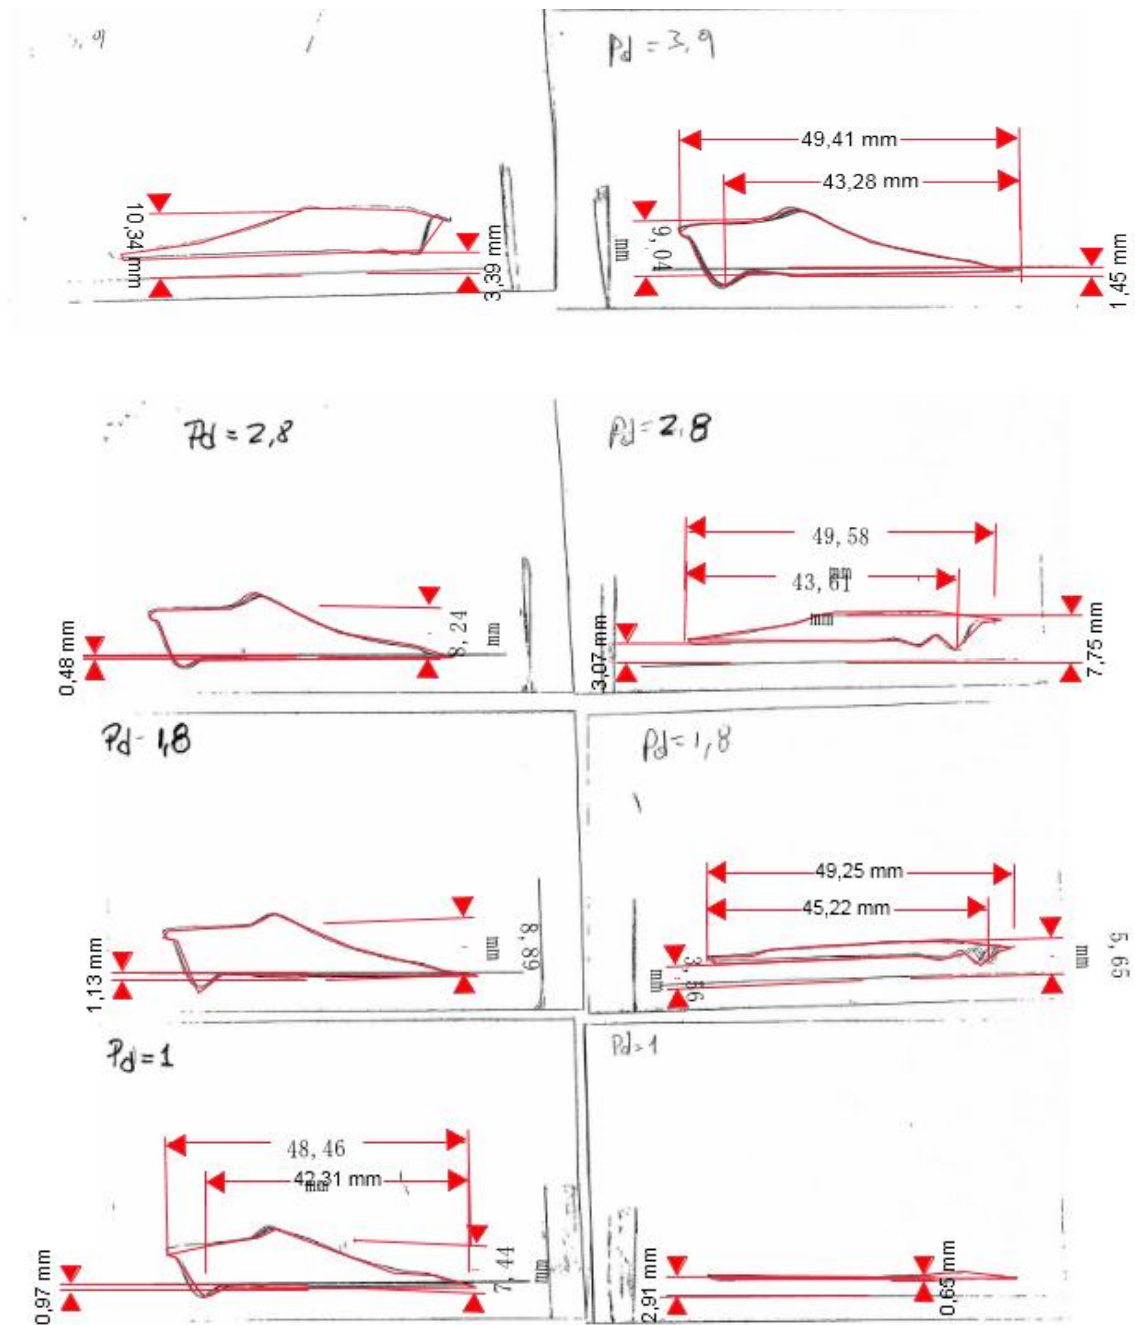 3,9
Pd = 3,9
49,41 mm
43,28 mm
10,34 mm
3,39 mm
9,04 mm
1,45 mm
Pd = 2,8
Pd = 2,8
49,58 mm
43,61 mm
0,48 mm
8,24 mm
3,07 mm
7,75 mm
Pd - 1,8
Pd = 1,8
49,25 mm
45,22 mm
1,13 mm
8,89 mm
3,56 mm
5,65 mm
Pd = 1
Pd = 1
48,46 mm
42,31 mm
0,97 mm
7,44 mm
2,91 mm
0,65 mm